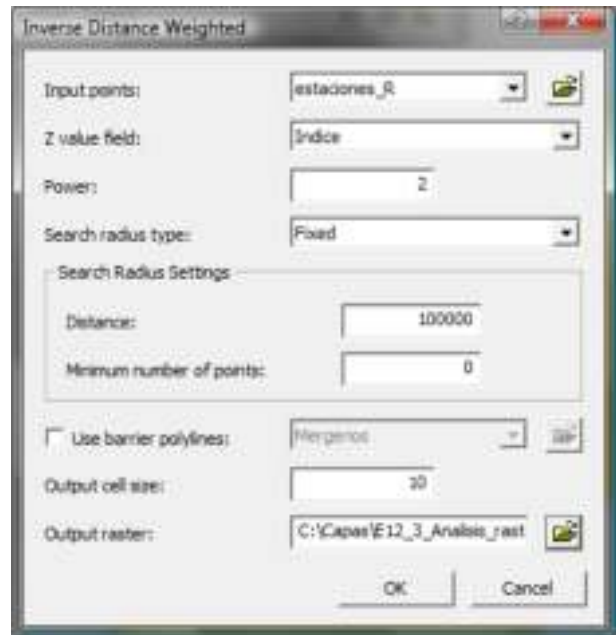 Inverse Distance Weighted
Input points: estaciones_R
Z value field: Indice
Power: 2
Search radius type: Fixed
Search Radius Settings
Distance: 100000
Minimum number of points: 0
Use barrier polylines:
Output cell size: 10
Output raster: C:\Capas\E12_3_Analisis_rast
OK Cancel